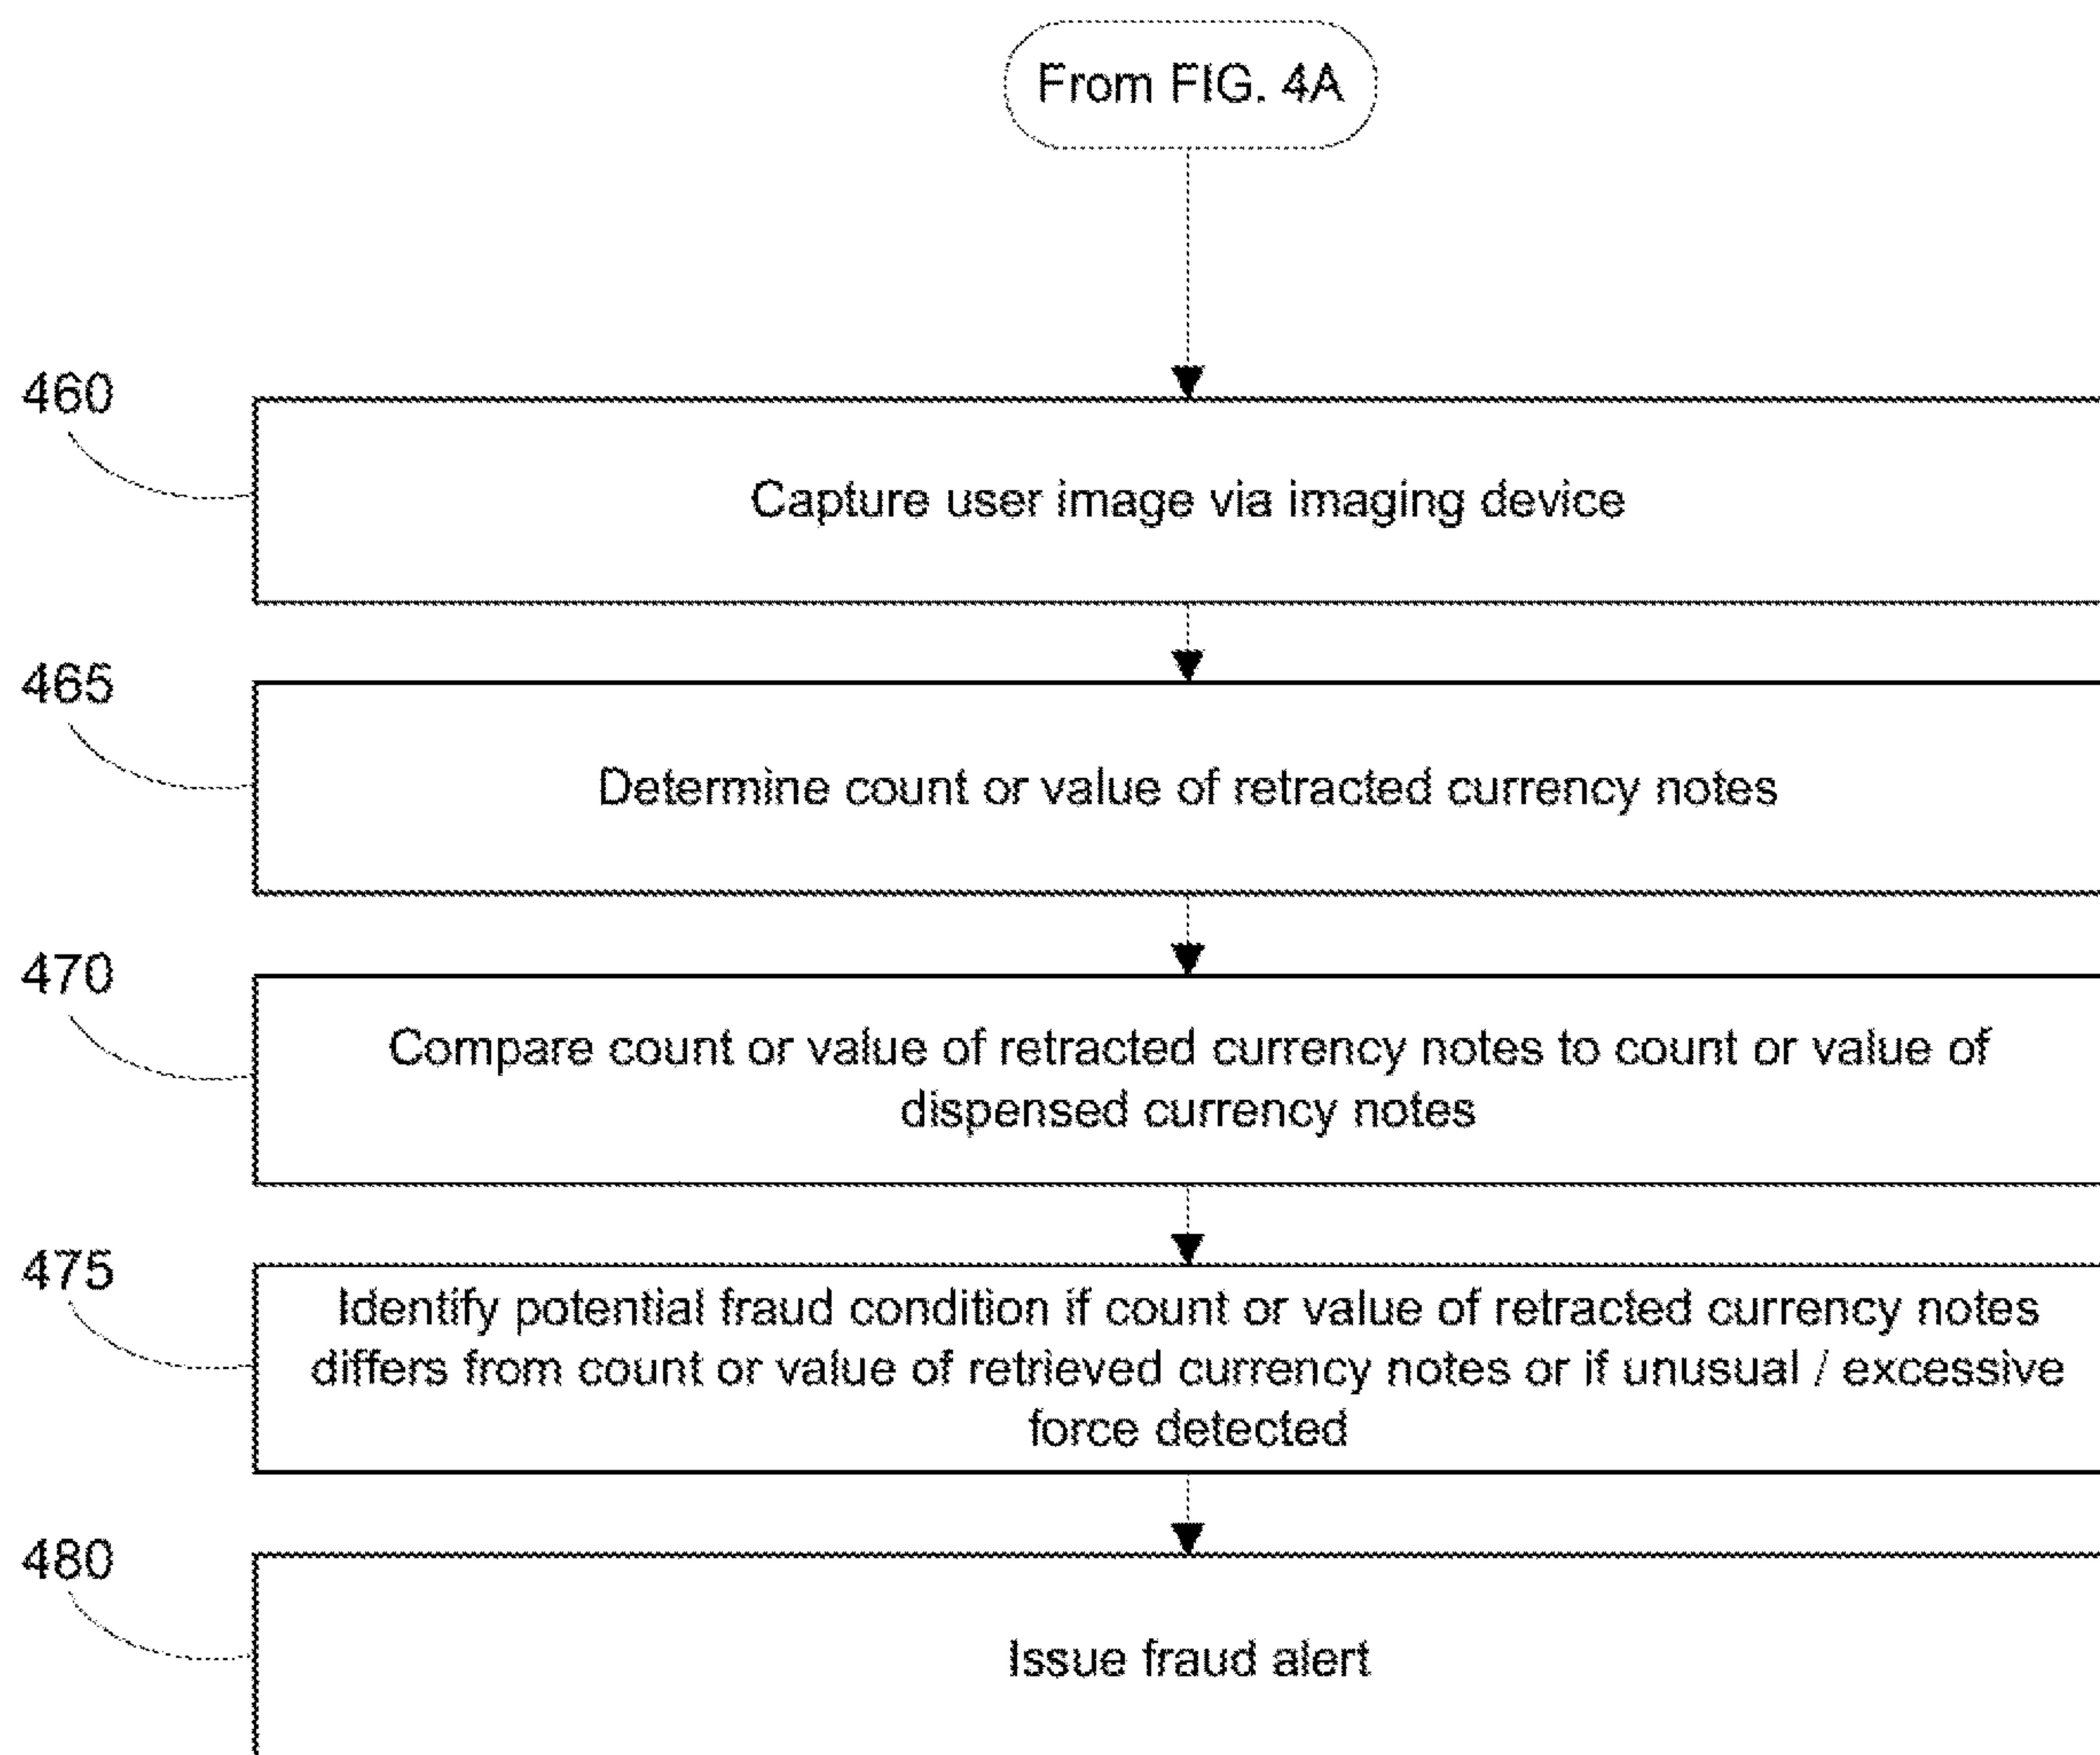 From FIG. 4A
460
Capture user image via imaging device
465
Determine count or value of retracted currency notes
470
Compare count or value of retracted currency notes to count or value of
dispensed currency notes
475
Identify potential fraud condition if count or value of retracted currency notes
differs from count or value of retrieved currency notes or if unusual / excessive
force detected
480
Issue fraud alert